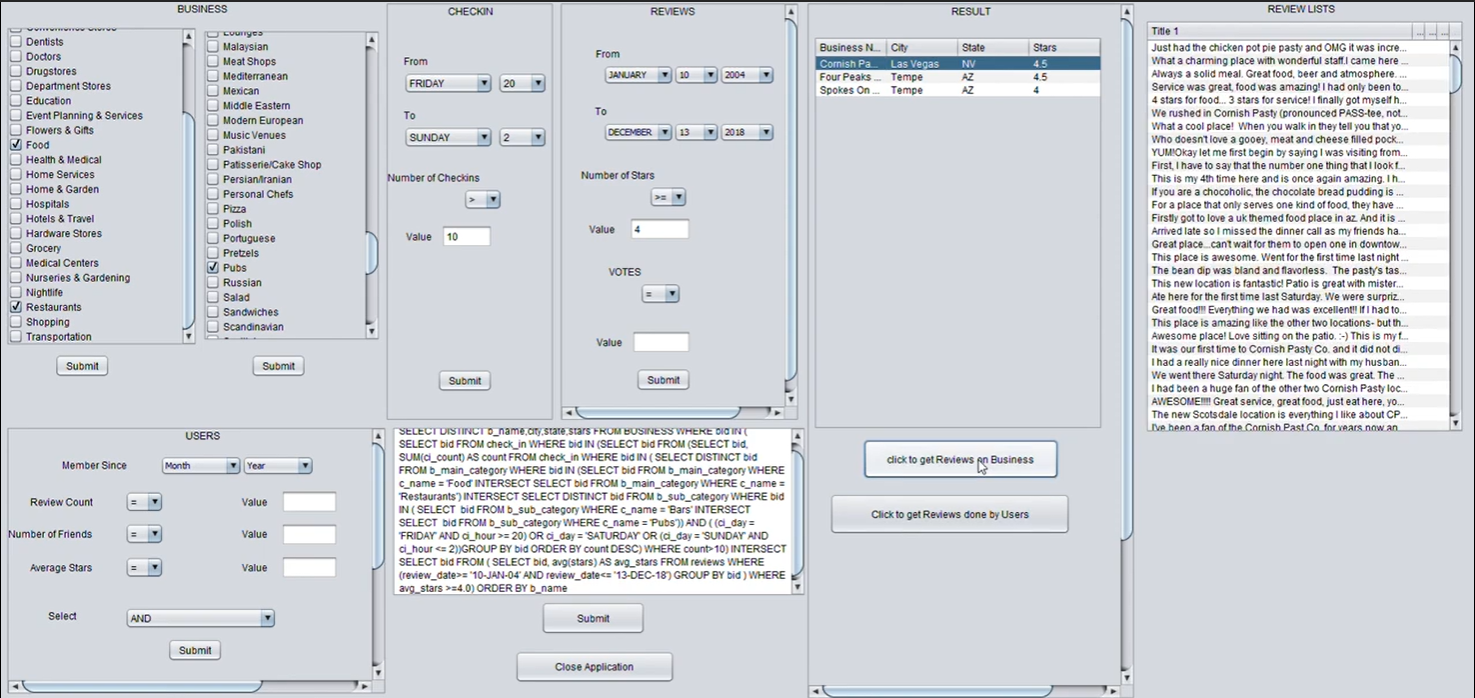 BUSINESS
Convenience Stores
Dentists
Doctors
Drugstores
Department Stores
Education
Event Planning & Services
Flowers & Gifts
Food
Health & Medical
Home Services
Home & Garden
Hospitals
Hotels & Travel
Hardware Stores
Grocery
Medical Centers
Nurseries & Gardening
Nightlife
Restaurants
Shopping
Transportation
Submit
Lounges
Malaysian
Meat Shops
Mediterranean
Mexican
Middle Eastern
Modern European
Music Venues
Pakistani
Patisserie/Cake Shop
Persian/Iranian
Personal Chefs
Pizza
Polish
Portuguese
Pretzels
Pubs
Russian
Salad
Sandwiches
Scandinavian
Submit
CHECKIN
From
FRIDAY 20
To
SUNDAY 2
Number of Checkins
>
Value 10
Submit
REVIEWS
From
JANUARY 10 2004
To
DECEMBER 13 2018
Number of Stars
>=
Value 4
VOTES
=
Value
Submit
RESULT
Business N... City State Stars
Cornish Pa... Las Vegas NV 4.5
Four Peaks ... Tempe AZ 4.5
Spokes On ... Tempe AZ 4
click to get Reviews on Business
Click to get Reviews done by Users
REVIEW LISTS
Title 1 ... ... ...
Just had the chicken pot pie pasty and OMG it was incre...
What a charming place with wonderful staff.I came here ...
Always a solid meal. Great food, beer and atmosphere. ...
Service was great, food was amazing! I had only been to...
4 stars for food... 3 stars for service! I finally got myself h...
We rushed in Cornish Pasty (pronounced PASS-tee, not...
What a cool place!  When you walk in they tell you that yo...
Who doesn't love a gooey, meat and cheese filled pock...
YUM!Okay let me first begin by saying I was visiting from...
First, I have to say that the number one thing that I look f...
This is my 4th time here and is once again amazing. I h...
If you are a chocoholic, the chocolate bread pudding is ...
For a place that only serves one kind of food, they have ...
Firstly got to love a uk themed food place in az. And it is ...
Arrived late so I missed the dinner call as my friends ha...
Great place...can't wait for them to open one in downtow...
This place is awesome. Went for the first time last night ...
The bean dip was bland and flavorless.  The pasty's tas...
This new location is fantastic! Patio is great with mister...
Ate here for the first time last Saturday. We were surpriz...
Great food!!! Everything we had was excellent!! If I had to...
This place is amazing like the other two locations- but th...
Awesome place! Love sitting on the patio. :-) This is my f...
It was our first time to Cornish Pasty Co. and it did not di...
I had a really nice dinner here last night with my husban...
We went there Saturday night. The food was great. The ...
I had been a huge fan of the other two Cornish Pasty loc...
AWESOME!!!! Great service, great food, just eat here, yo...
The new Scotsdale location is everything I like about CP...
I've been a fan of the Cornish Past Co. for years now an
USERS
Member Since Month Year
Review Count = Value
Number of Friends = Value
Average Stars = Value
Select AND
Submit
SELECT DISTINCT b_name,city,state,stars FROM BUSINESS WHERE bid IN (
SELECT bid FROM check_in WHERE bid IN (SELECT bid FROM (SELECT bid,
SUM(ci_count) AS count FROM check_in WHERE bid IN ( SELECT DISTINCT bid
FROM b_main_category WHERE bid IN (SELECT bid FROM b_main_category WHERE
c_name = 'Food' INTERSECT SELECT bid FROM b_main_category WHERE c_name =
'Restaurants') INTERSECT SELECT DISTINCT bid FROM b_sub_category WHERE bid
IN ( SELECT  bid FROM b_sub_category WHERE c_name = 'Bars' INTERSECT
SELECT  bid FROM b_sub_category WHERE c_name = 'Pubs')) AND ( (ci_day =
'FRIDAY' AND ci_hour >= 20) OR ci_day = 'SATURDAY' OR (ci_day = 'SUNDAY' AND
ci_hour <= 2))GROUP BY bid ORDER BY count DESC) WHERE count>10) INTERSECT
SELECT bid FROM ( SELECT bid, avg(stars) AS avg_stars FROM reviews WHERE
(review_date>= '10-JAN-04' AND review_date<= '13-DEC-18') GROUP BY bid ) WHERE
avg_stars >=4.0) ORDER BY b_name
Submit
Close Application